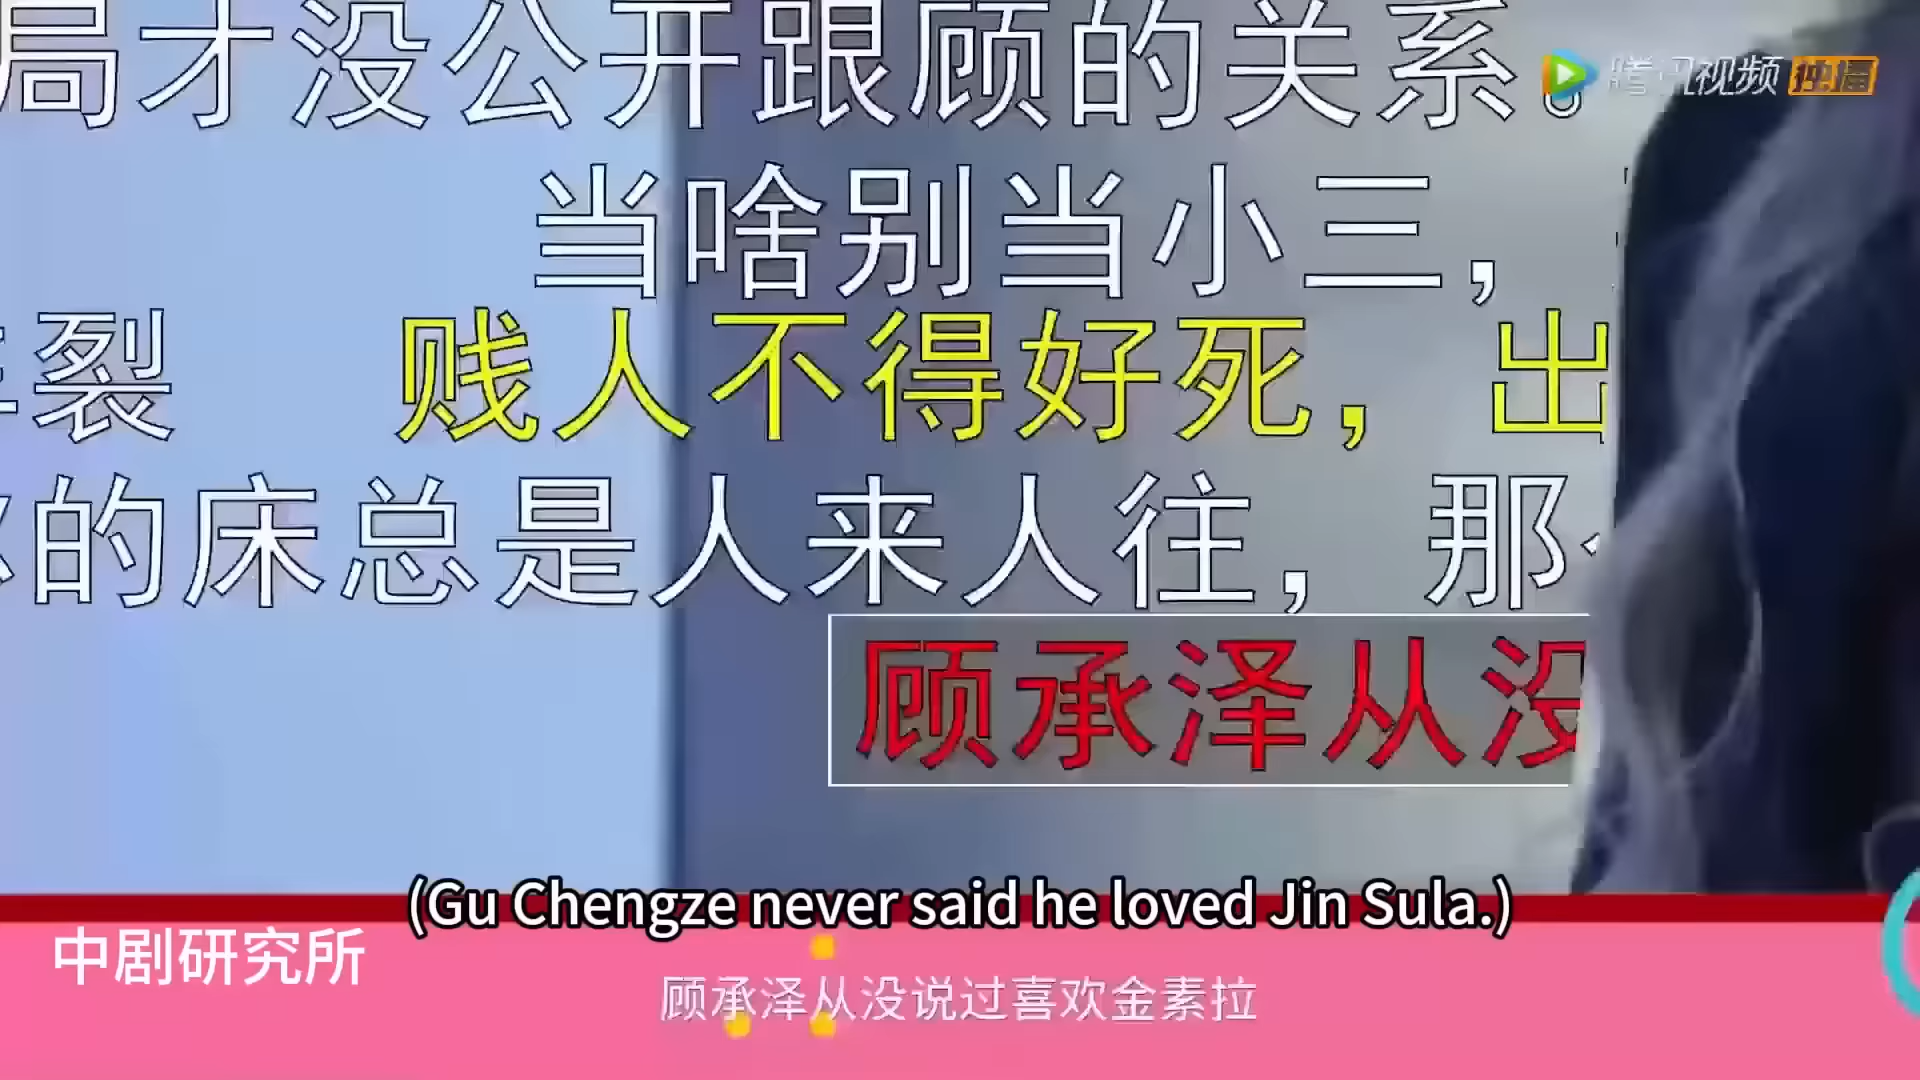 局才没公开跟顾的关系。
腾讯视频 独播
当啥别当小三，
裂 贱人不得好死，出
的床总是人来人往，那
顾承泽从没
(Gu Chengze never said he loved Jin Sula.)
中剧研究所
顾承泽从没说过喜欢金素拉